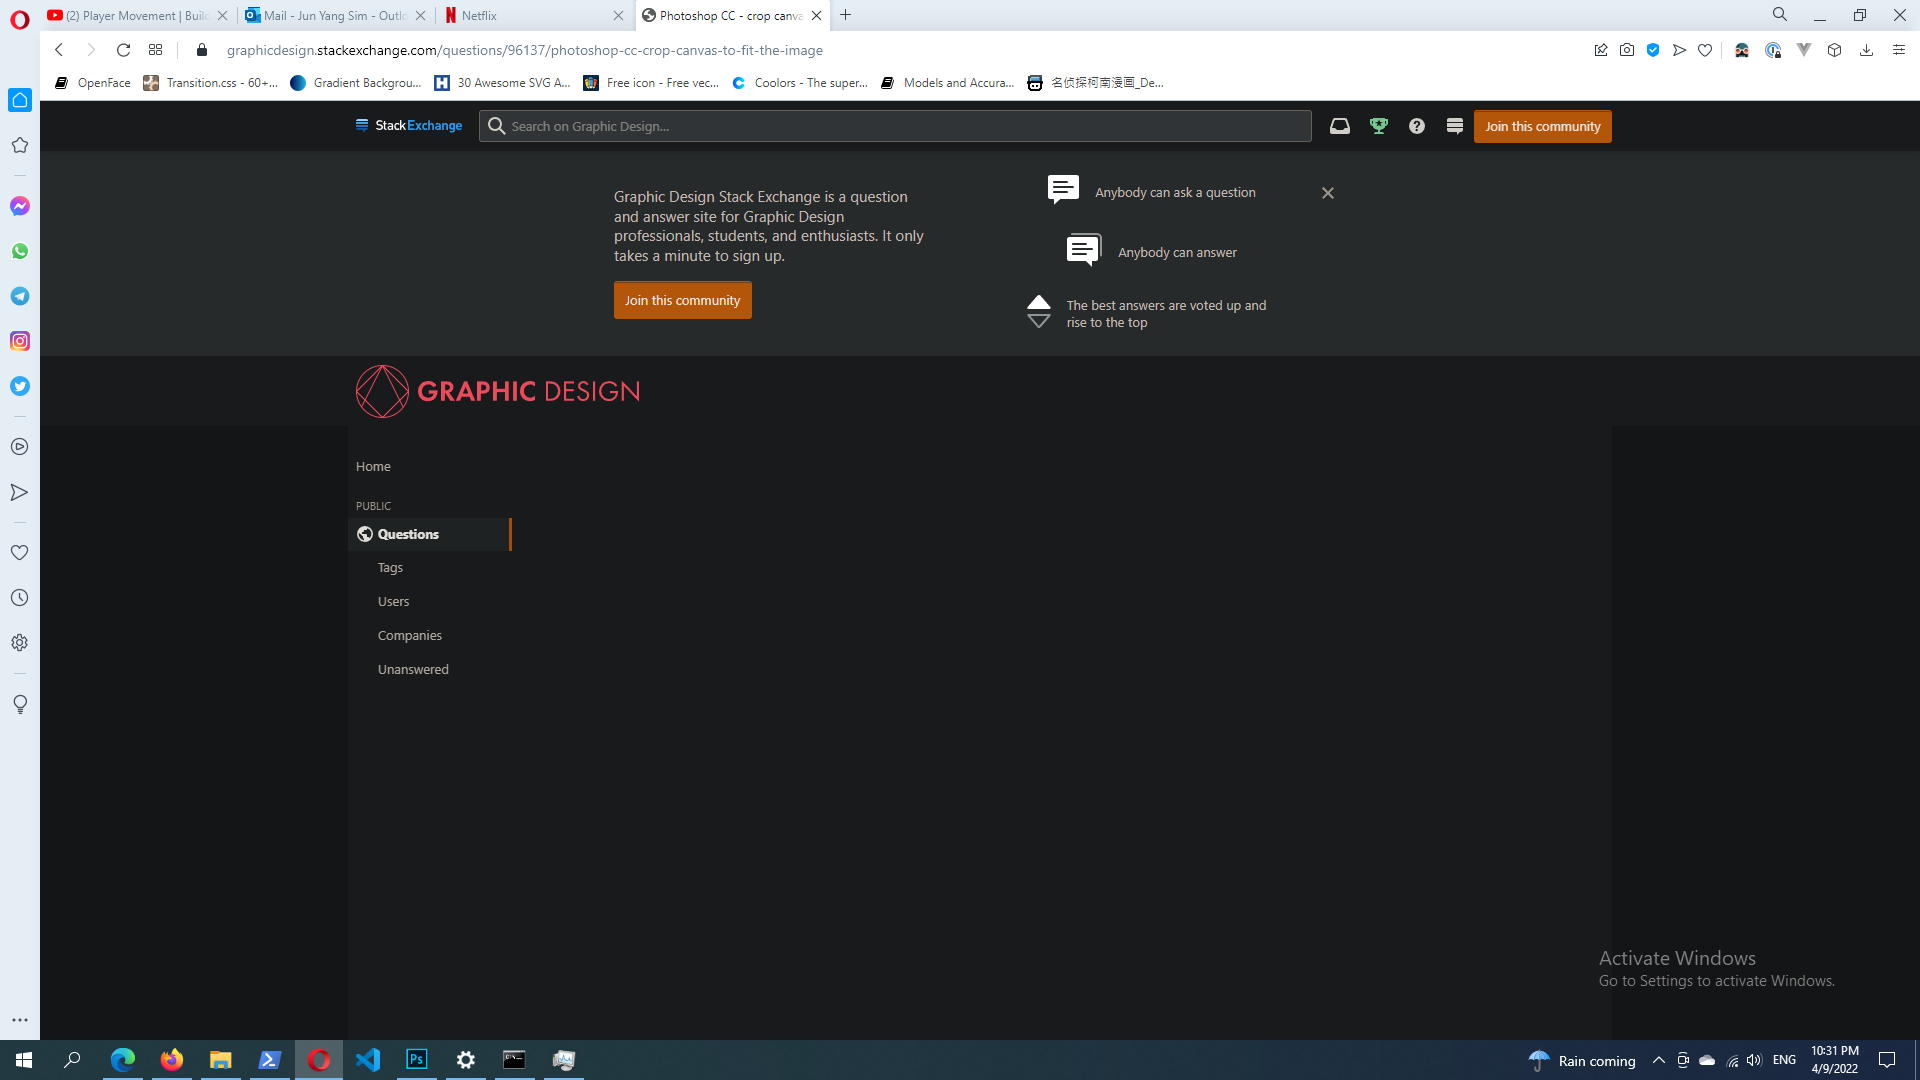 (2) Player Movement | Buil
Mail - Jun Yang Sim - Outlo
Netflix
Photoshop CC - crop canva
graphicdesign.stackexchange.com/questions/96137/photoshop-cc-crop-canvas-to-fit-the-image
OpenFace
Transition.css - 60+...
Gradient Backgrou...
30 Awesome SVG A...
Free icon - Free vec...
Coolors - The super...
Models and Accura...
名侦探柯南漫画_De...
StackExchange
Search on Graphic Design...
Join this community
Graphic Design Stack Exchange is a question
and answer site for Graphic Design
professionals, students, and enthusiasts. It only
takes a minute to sign up.
Join this community
Anybody can ask a question
Anybody can answer
The best answers are voted up and
rise to the top
GRAPHIC DESIGN
Home
PUBLIC
Questions
Tags
Users
Companies
Unanswered
Activate Windows
Go to Settings to activate Windows.
Ps
Rain coming
ENG
10:31 PM
4/9/2022